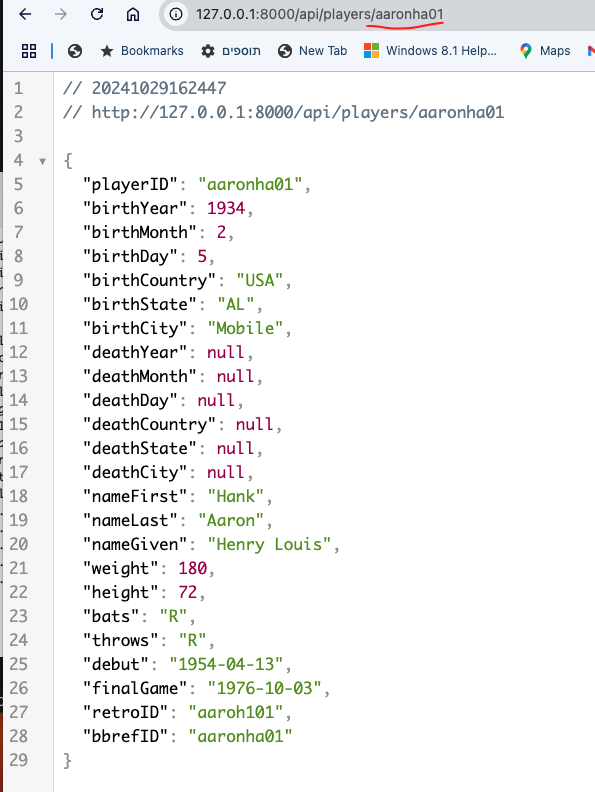 127.0.0.1:8000/api/players/aaronha01
Bookmarks תוספים New Tab Windows 8.1 Help... Maps
1 // 20241029162447
2 // http://127.0.0.1:8000/api/players/aaronha01
3
4 {
5 "playerID": "aaronha01",
6 "birthYear": 1934,
7 "birthMonth": 2,
8 "birthDay": 5,
9 "birthCountry": "USA",
10 "birthState": "AL",
11 "birthCity": "Mobile",
12 "deathYear": null,
13 "deathMonth": null,
14 "deathDay": null,
15 "deathCountry": null,
16 "deathState": null,
17 "deathCity": null,
18 "nameFirst": "Hank",
19 "nameLast": "Aaron",
20 "nameGiven": "Henry Louis",
21 "weight": 180,
22 "height": 72,
23 "bats": "R",
24 "throws": "R",
25 "debut": "1954-04-13",
26 "finalGame": "1976-10-03",
27 "retroID": "aaroh101",
28 "bbrefID": "aaronha01"
29 }